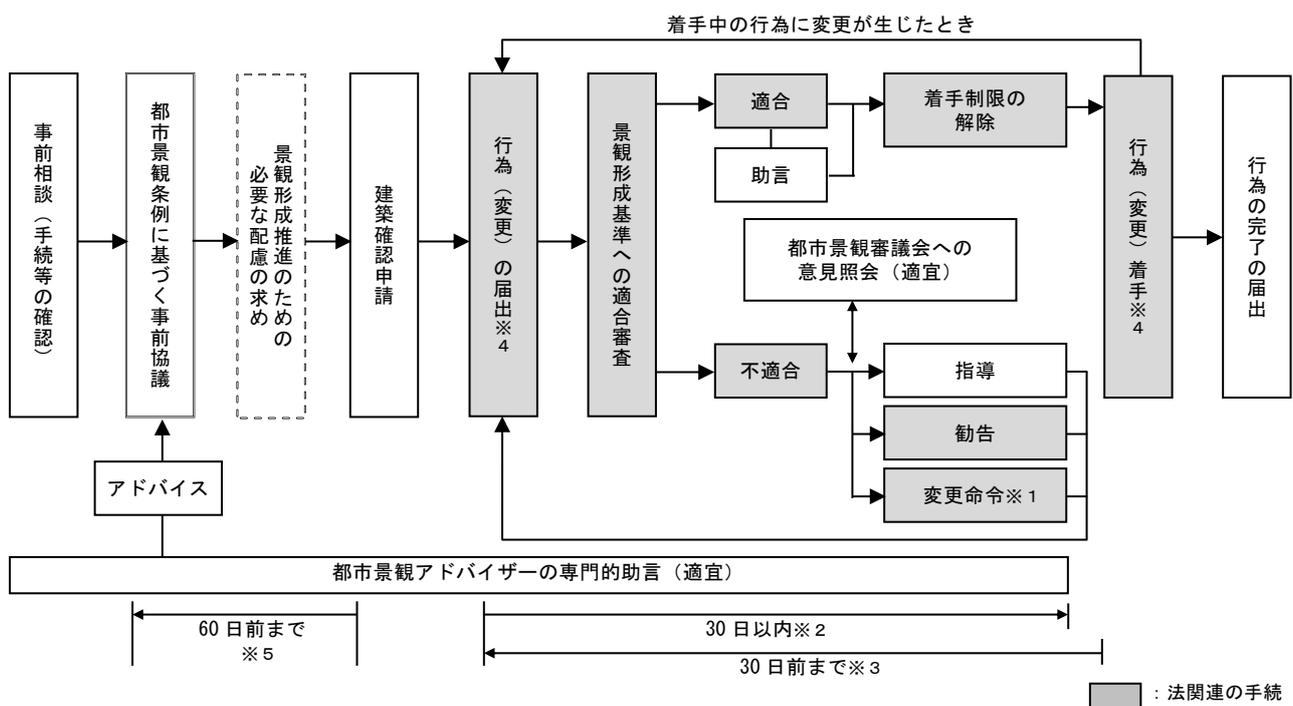 着手中の行為に変更が生じたとき
事前相談（手続等の確認）
都市景観条例に基づく事前協議
景観形成推進のための
必要な配慮の求め
建築確認申請
行為（変更）の届出※４
景観形成基準への適合審査
適合
助言
着手制限の
解除
都市景観審議会への
意見照会（適宜）
不適合
指導
勧告
変更命令※１
行為（変更）着手※４
行為の完了の届出
アドバイス
都市景観アドバイザーの専門的助言（適宜）
60 日前まで
※５
30 日以内※２
30 日前まで※３
：法関連の手続